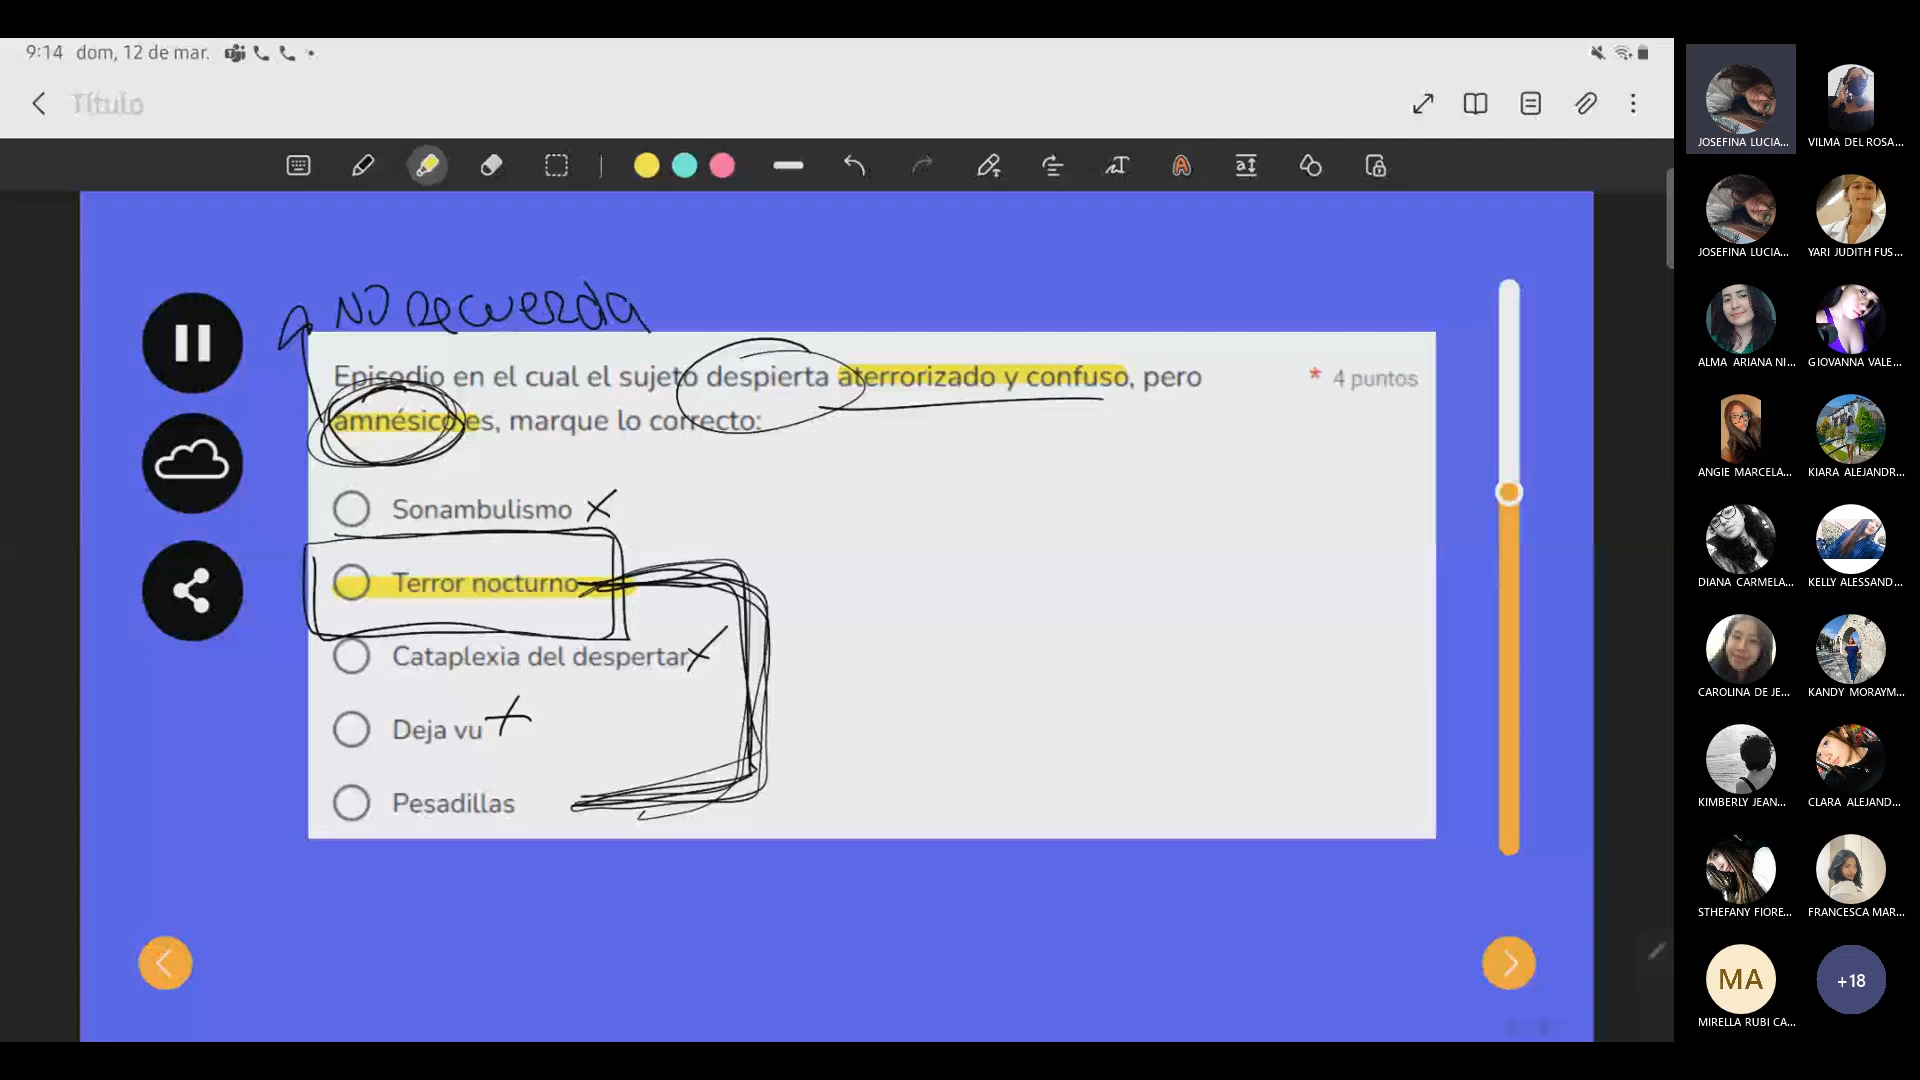 9:14 dom, 12 de mar.
Título
NO RECUERDA
Episodio en el cual el sujeto despierta aterrorizado y confuso, pero
* 4 puntos
amnésico es, marque lo correcto:
Sonambulismo
Terror nocturno
Cataplexia del despertar
Deja vu
Pesadillas
JOSEFINA LUCIA...
VILMA DEL ROSA...
JOSEFINA LUCIA...
YARI JUDITH FUS...
ALMA ARIANA NI...
GIOVANNA VALE...
ANGIE MARCELA...
KIARA ALEJANDR...
DIANA CARMELA...
KELLY ALESSAND...
CAROLINA DE JE...
KANDY MORAYM...
KIMBERLY JEAN...
CLARA ALEJAND...
STHEFANY FIORE...
FRANCESCA MAR...
MA
+18
MIRELLA RUBI CA...